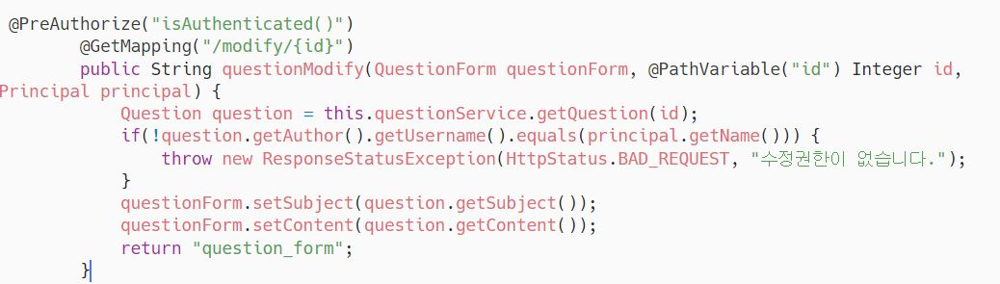 @PreAuthorize("isAuthenticated()")
@GetMapping("/modify/{id}")
public String questionModify(QuestionForm questionForm, @PathVariable("id") Integer id,
Principal principal) {
Question question = this.questionService.getQuestion(id);
if(!question.getAuthor().getUsername().equals(principal.getName())) {
throw new ResponseStatusException(HttpStatus.BAD_REQUEST, "수정권한이 없습니다.");
}
questionForm.setSubject(question.getSubject());
questionForm.setContent(question.getContent());
return "question_form";
}